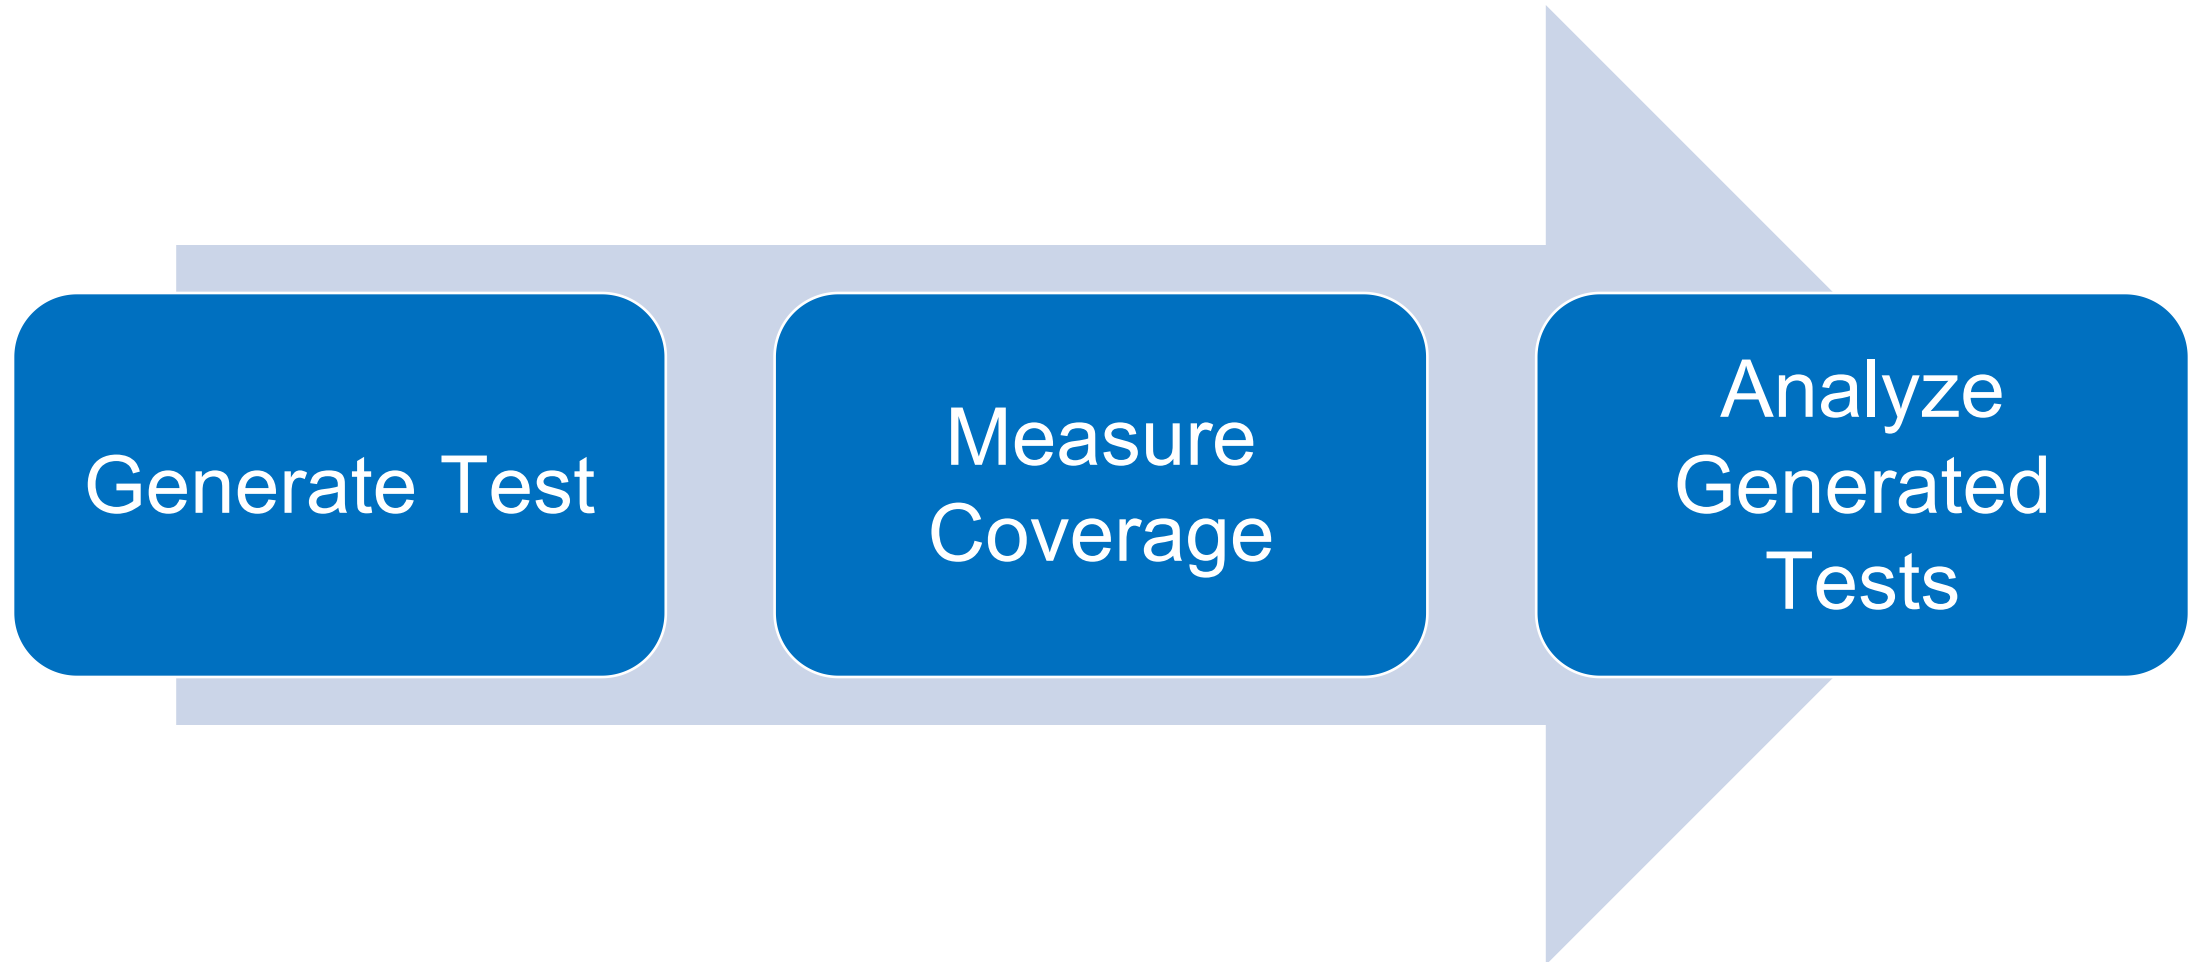 Generate Test
Measure
Coverage
Analyze
Generated
Tests